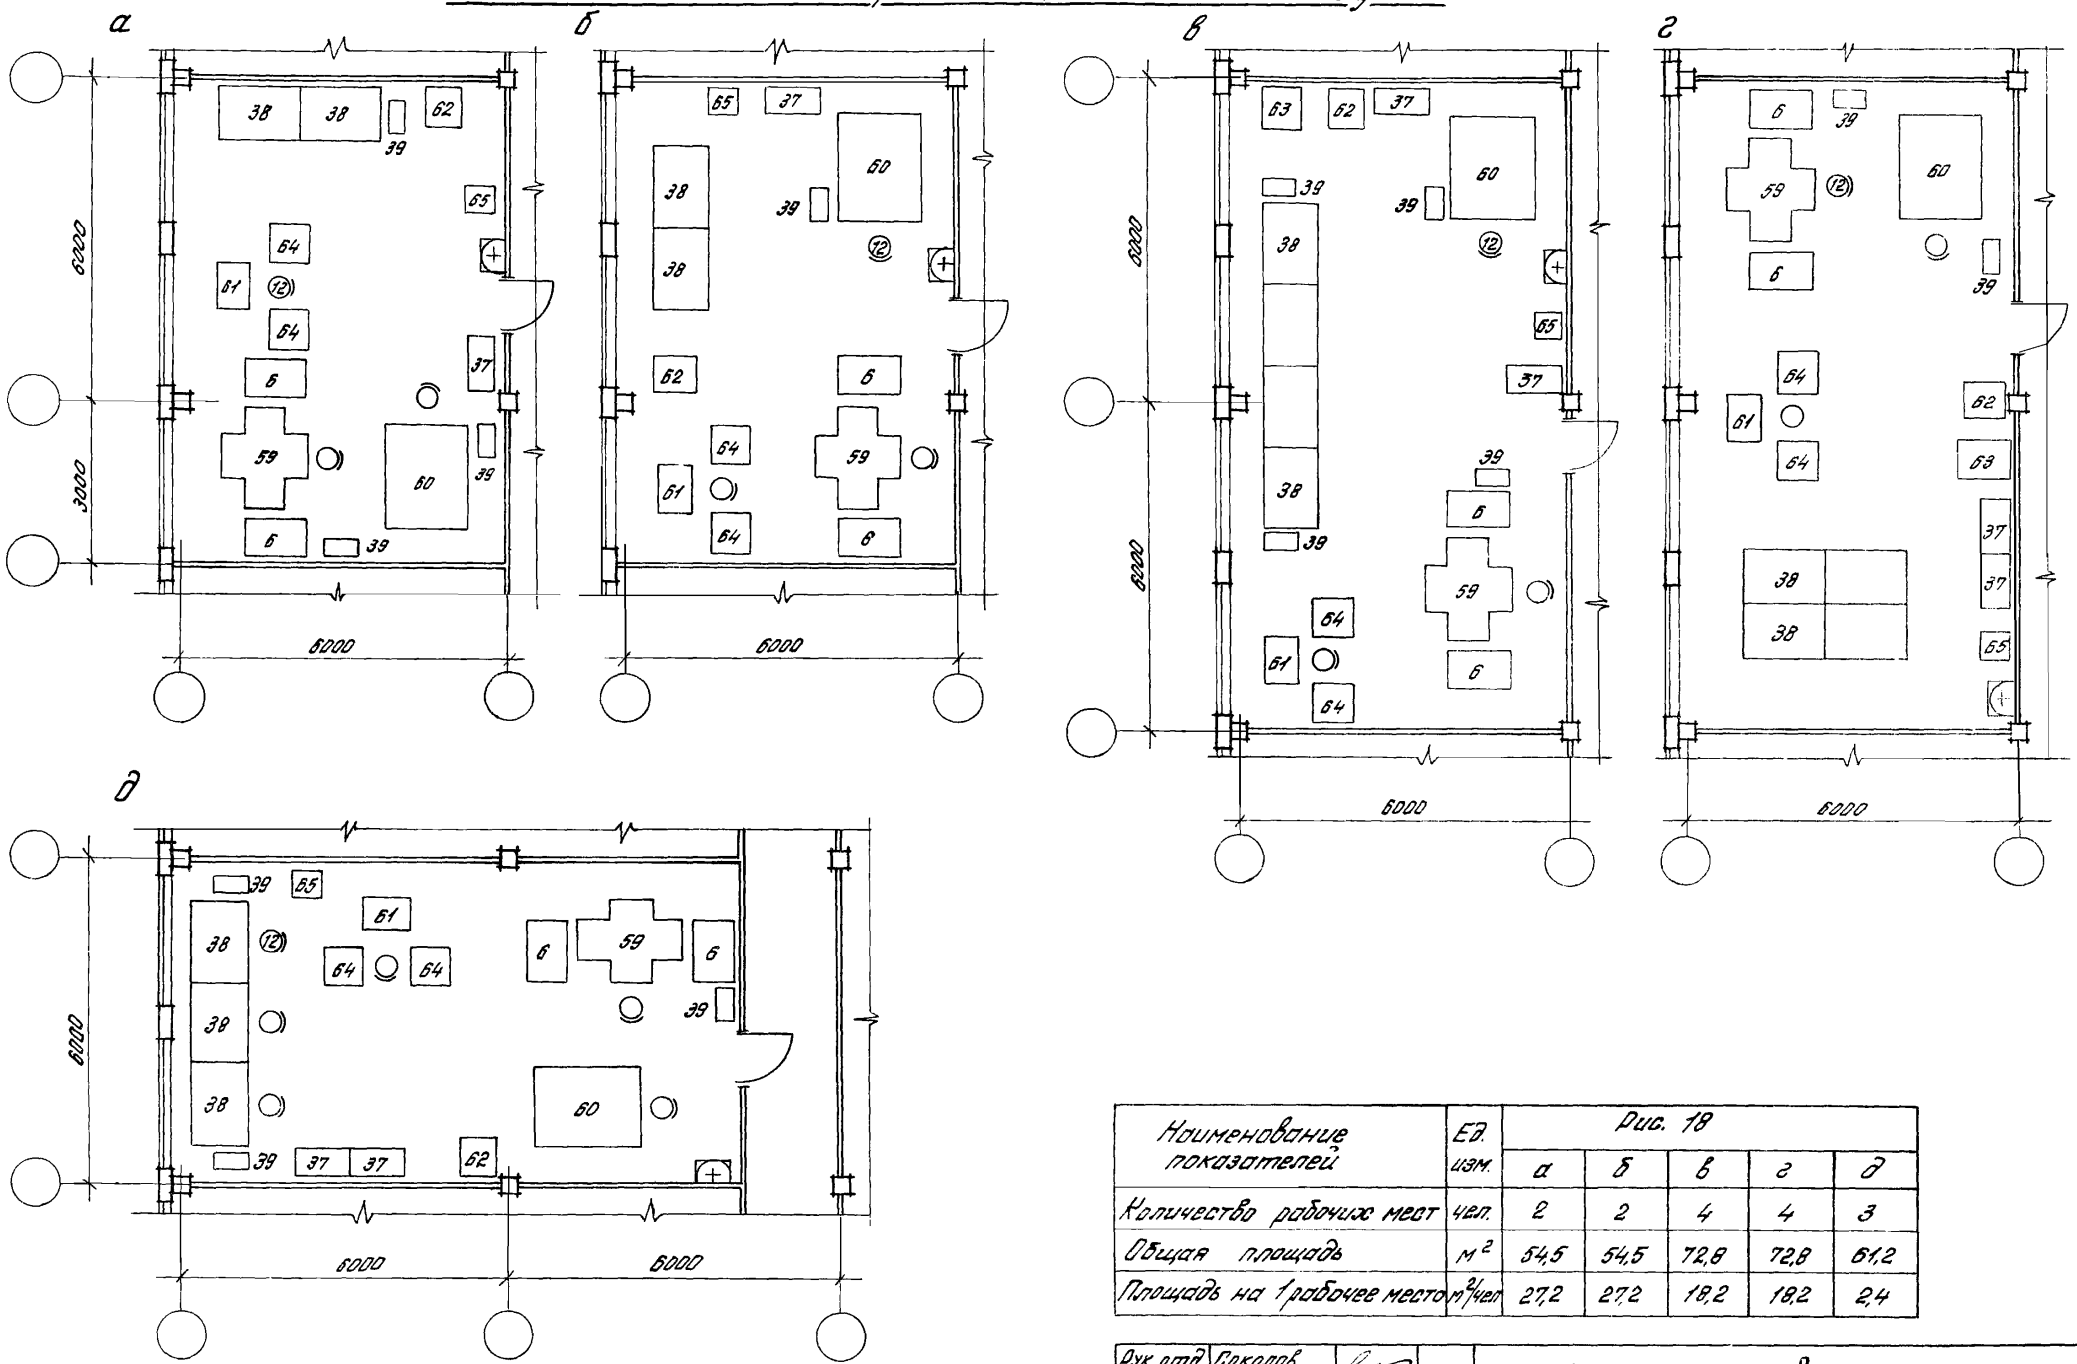 а
38 38 62
39
65
64
61 12
64
6 37
59 60 39
6 39
6000
3000
6000
б
65 37
38 60
39
12
38
62 6
64 59
61
64 6
6000
в
63 62 37
39 39 60
38 12
65
37
39
38 6
39
59
64
61 6
64
6000
6000
6000
г
6 39
59 12 60
6 39
64 62
61
64 63
37
38 37
38 65
6000
д
39 65 61 59
38 12 64 64 6 6
38 39
38 60
39 37 37 62
6000
6000 6000
Наименование показателей Ед. изм. Рис. 18
а б в г д
Количество рабочих мест чел. 2 2 4 4 3
Общая площадь м² 54,5 54,5 72,8 72,8 61,2
Площадь на 1 рабочее место м²/чел 27,2 27,2 18,2 18,2 2,4
Рук. отд. Соколов